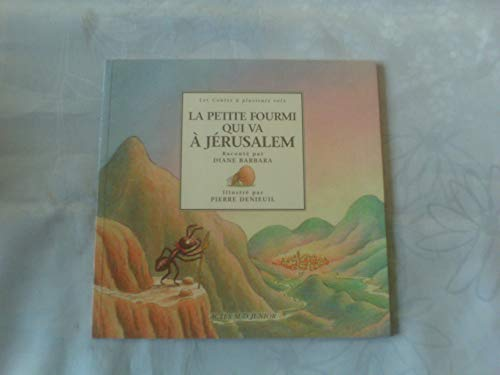 Les Contes à plusieurs voix
LA PETITE FOURMI
QUI VA
À JÉRUSALEM
Raconté par
DIANE BARBARA
Illustré par
PIERRE DENIEUIL
ACTES SUD JUNIOR